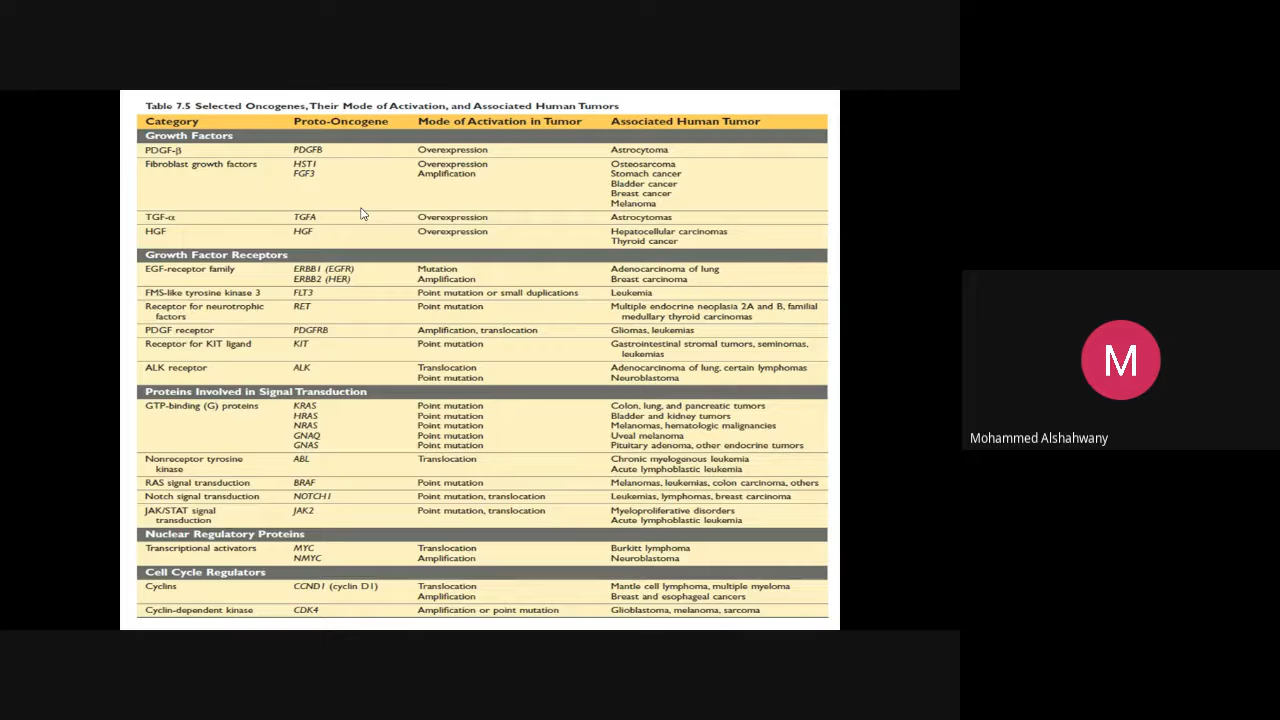 Table 7.5 Selected Oncogenes, Their Mode of Activation, and Associated Human Tumors
Category Proto-Oncogene Mode of Activation in Tumor Associated Human Tumor
Growth Factors
PDGF-β PDGFB Overexpression Astrocytoma
Fibroblast growth factors HST1 Overexpression Osteosarcoma
FGF3 Amplification Stomach cancer
Bladder cancer
Breast cancer
Melanoma
TGF-α TGFA Overexpression Astrocytomas
HGF HGF Overexpression Hepatocellular carcinomas
Thyroid cancer
Growth Factor Receptors
EGF-receptor family ERBB1 (EGFR) Mutation Adenocarcinoma of lung
ERBB2 (HER) Amplification Breast carcinoma
FMS-like tyrosine kinase 3 FLT3 Point mutation or small duplications Leukemia
Receptor for neurotrophic RET Point mutation Multiple endocrine neoplasia 2A and B, familial
factors medullary thyroid carcinomas
PDGF receptor PDGFRB Amplification, translocation Gliomas, leukemias
Receptor for KIT ligand KIT Point mutation Gastrointestinal stromal tumors, seminomas,
leukemias
ALK receptor ALK Translocation Adenocarcinoma of lung, certain lymphomas
Point mutation Neuroblastoma
Proteins Involved in Signal Transduction
GTP-binding (G) proteins KRAS Point mutation Colon, lung, and pancreatic tumors
HRAS Point mutation Bladder and kidney tumors
NRAS Point mutation Melanomas, hematologic malignancies
GNAQ Point mutation Uveal melanoma
GNAS Point mutation Pituitary adenoma, other endocrine tumors
Nonreceptor tyrosine ABL Translocation Chronic myelogenous leukemia
kinase Acute lymphoblastic leukemia
RAS signal transduction BRAF Point mutation Melanomas, leukemias, colon carcinoma, others
Notch signal transduction NOTCH1 Point mutation, translocation Leukemias, lymphomas, breast carcinoma
JAK/STAT signal JAK2 Point mutation, translocation Myeloproliferative disorders
transduction Acute lymphoblastic leukemia
Nuclear Regulatory Proteins
Transcriptional activators MYC Translocation Burkitt lymphoma
NMYC Amplification Neuroblastoma
Cell Cycle Regulators
Cyclins CCND1 (cyclin D1) Translocation Mantle cell lymphoma, multiple myeloma
Amplification Breast and esophageal cancers
Cyclin-dependent kinase CDK4 Amplification or point mutation Glioblastoma, melanoma, sarcoma
M
Mohammed Alshahwany